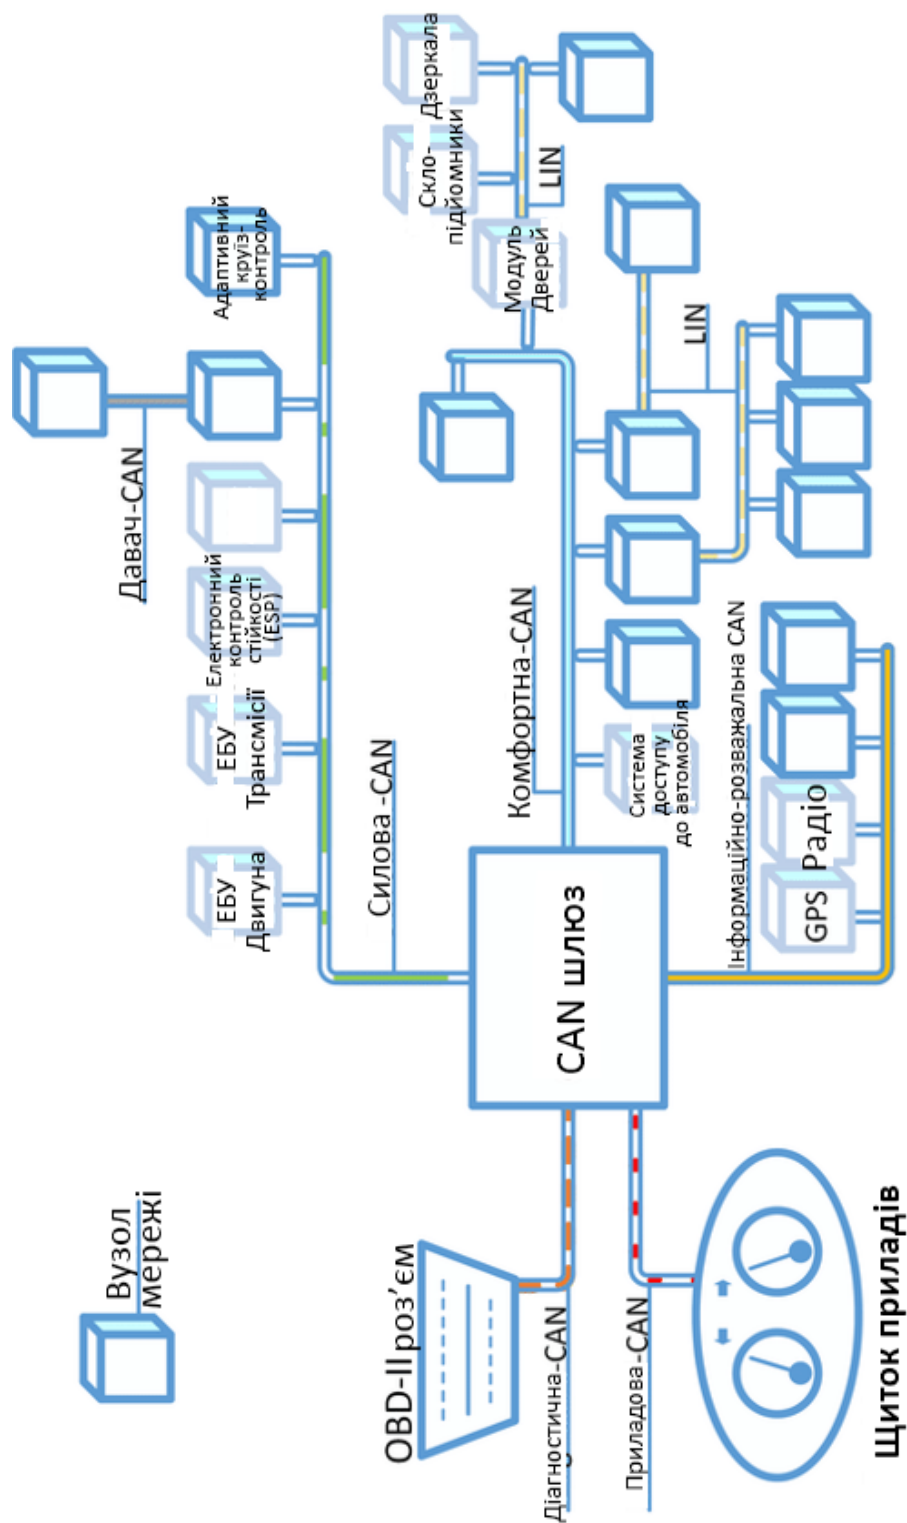 Вузол
мережі
OBD-II роз’єм
Діагностична-CAN
Приладова-CAN
Щиток приладів
CAN шлюз
Силова -CAN
ЕБУ
Двигуна
ЕБУ
Трансмісії
Електронний
контроль
стійкості
(ESP)
Давач-CAN
Адаптивний
круїз-
контроль
Комфортна-CAN
Система
доступу
до автомобіля
Модуль
Дверей
Скло-
підйомники
Дзеркала
LIN
LIN
Інформаційно-розважальна CAN
GPS
Радіо